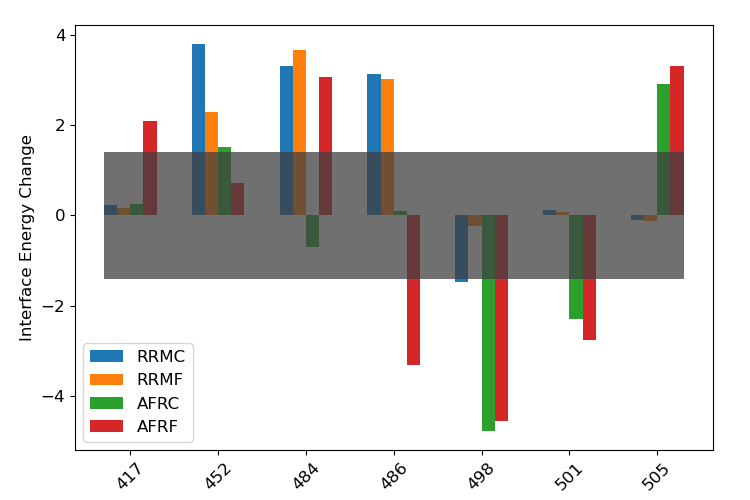 4
2
0
−2
−4
Interface Energy Change
RRMC
RRMF
AFRC
AFRF
417
452
484
486
498
501
505